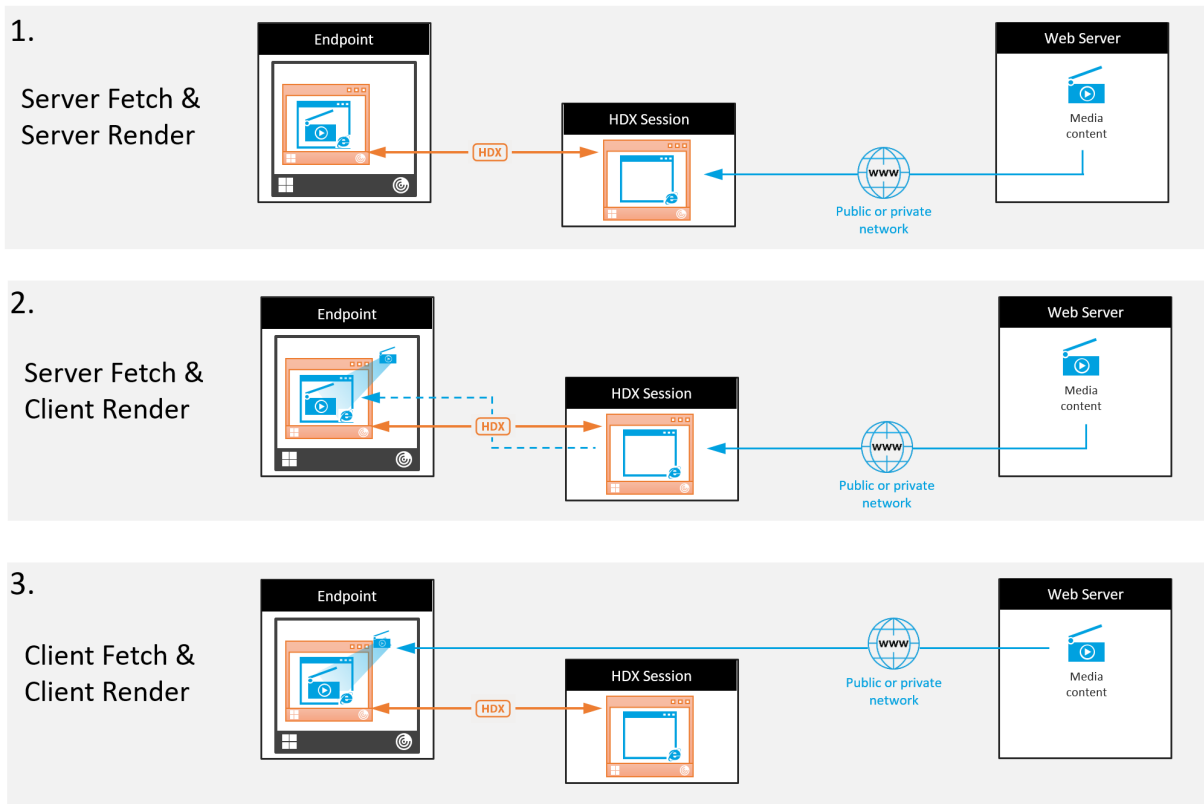 1.
Server Fetch &
Server Render
Endpoint
HDX
HDX Session
www
Public or private
network
Web Server
Media
content
2.
Server Fetch &
Client Render
Endpoint
HDX
HDX Session
www
Public or private
network
Web Server
Media
content
3.
Client Fetch &
Client Render
Endpoint
HDX
HDX Session
www
Public or private
network
Web Server
Media
content